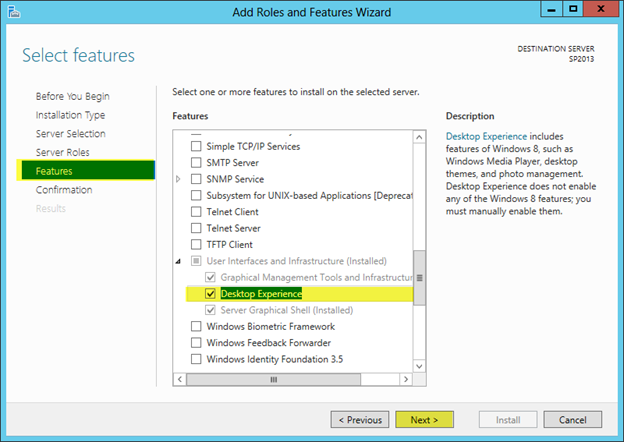 Add Roles and Features Wizard
Select features
DESTINATION SERVER
SP2013
Before You Begin
Installation Type
Server Selection
Server Roles
Features
Confirmation
Results
Select one or more features to install on the selected server.
Features
Simple TCP/IP Services
SMTP Server
SNMP Service
Subsystem for UNIX-based Applications [Deprecat
Telnet Client
Telnet Server
TFTP Client
User Interfaces and Infrastructure (Installed)
Graphical Management Tools and Infrastructur
Desktop Experience
Server Graphical Shell (Installed)
Windows Biometric Framework
Windows Feedback Forwarder
Windows Identity Foundation 3.5
Description
Desktop Experience includes
features of Windows 8, such as
Windows Media Player, desktop
themes, and photo management.
Desktop Experience does not enable
any of the Windows 8 features; you
must manually enable them.
< Previous
Next >
Install
Cancel